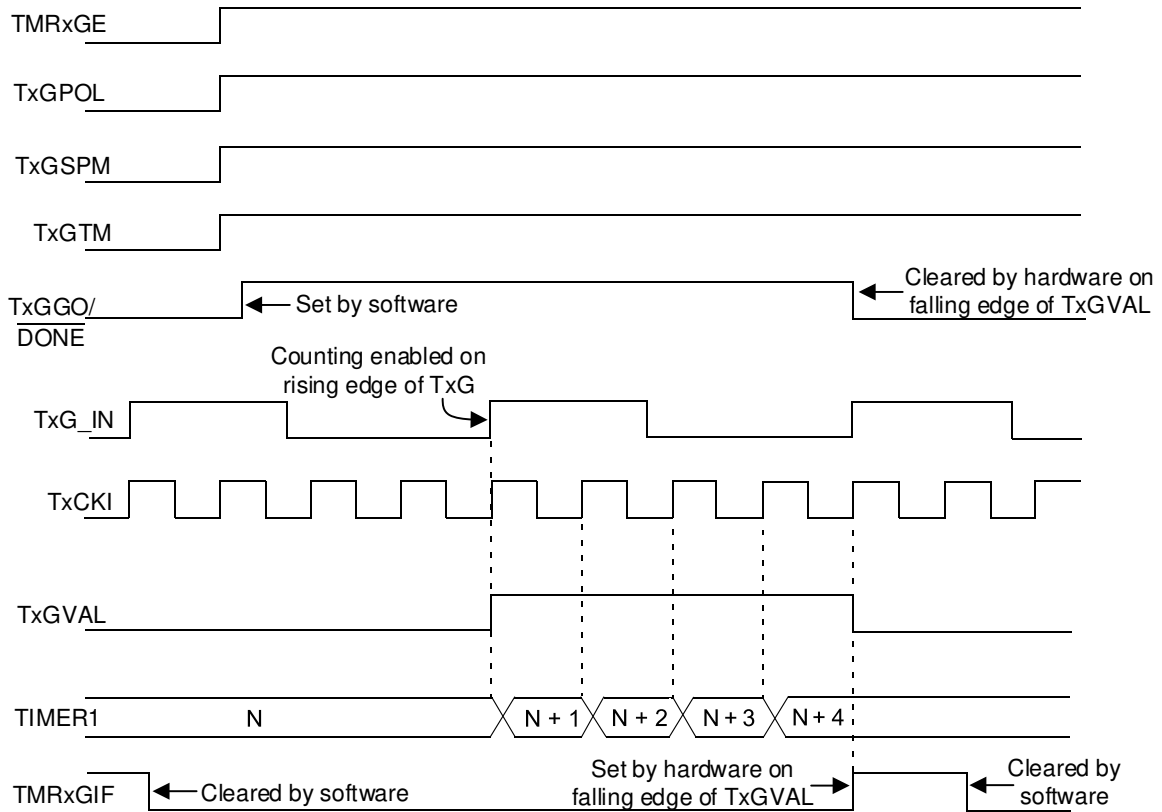 TMRxGE
TxGPOL
TxGSPM
TxGTM
TxGGO/
DONE
Set by software
Cleared by hardware on
falling edge of TxGVAL
Counting enabled on
rising edge of TxG
TxG_IN
TxCKI
TxGVAL
TIMER1
N
N + 1
N + 2
N + 3
N + 4
TMRxGIF
Cleared by software
Set by hardware on
falling edge of TxGVAL
Cleared by
software